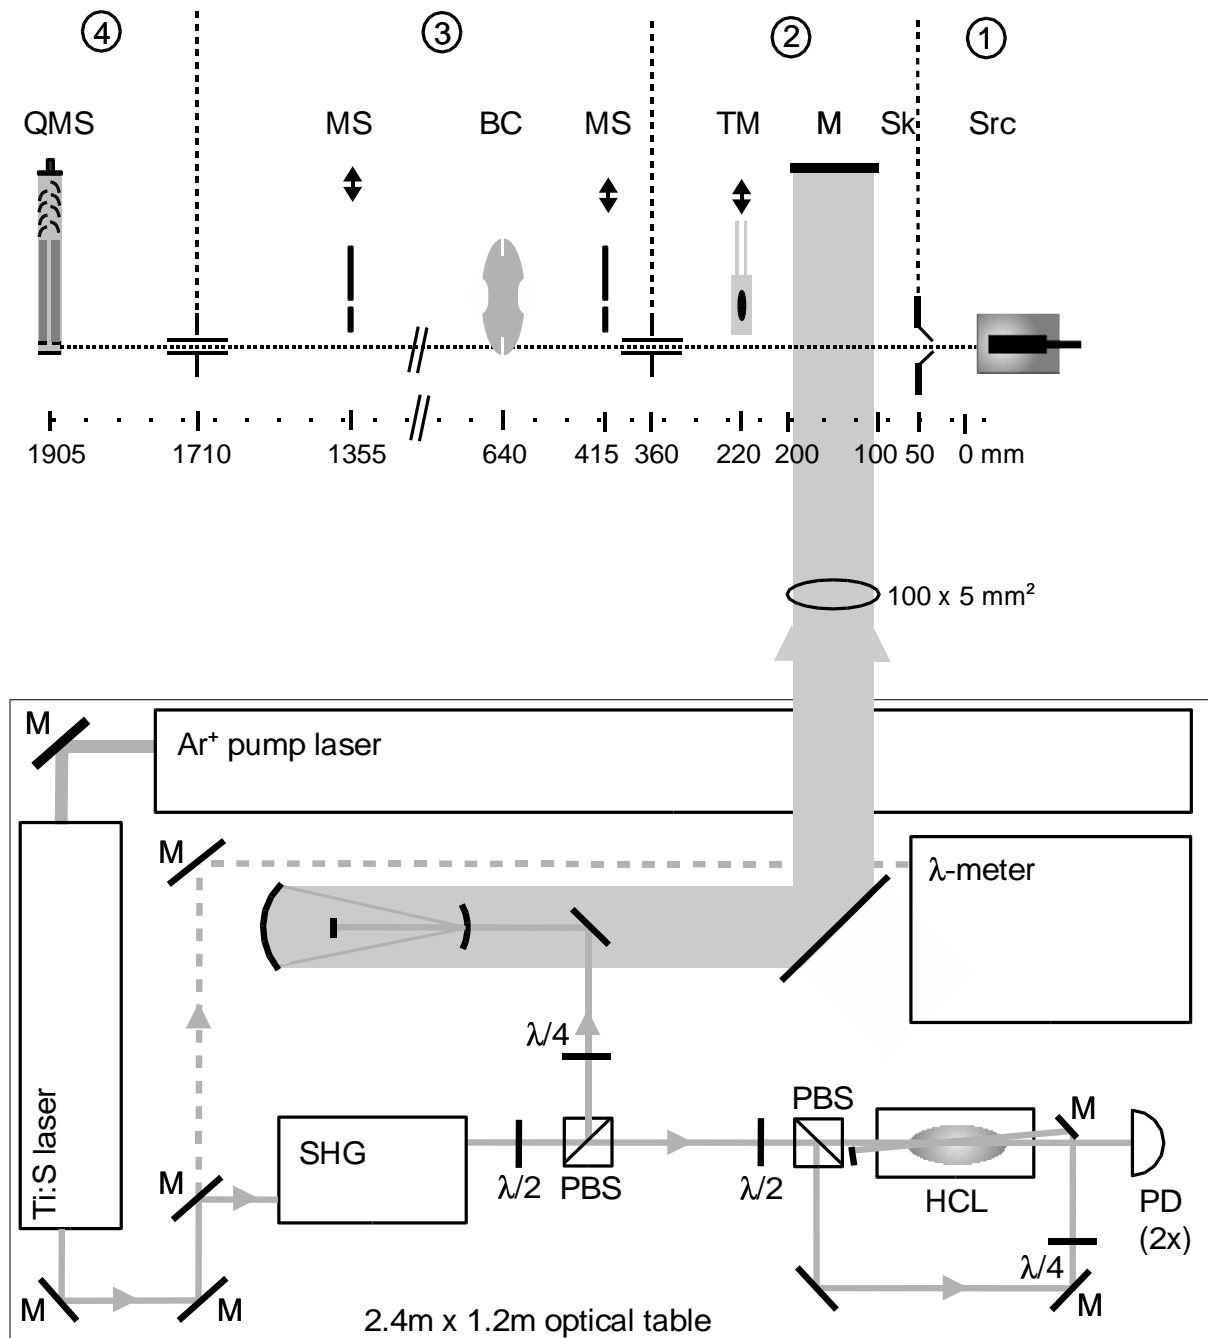 ④ ③ ② ①
QMS MS BC MS TM M Sk Src
1905 1710 1355 640 415 360 220 200 100 50 0 mm
100 x 5 mm²
M
Ar⁺ pump laser
M
λ-meter
Ti:S laser
λ/4
PBS
M
SHG
M
λ/2
PBS
λ/2
HCL
PD
(2x)
λ/4
M
M
M
2.4m x 1.2m optical table